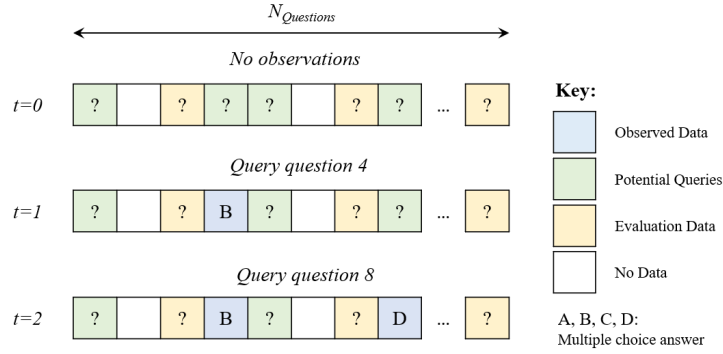 N_Questions
No observations
t=0 ? ? ? ? ? ? ... ?
Query question 4
t=1 ? ? B ? ? ? ... ?
Query question 8
t=2 ? ? B ? ? D ... ?
Key:
Observed Data
Potential Queries
Evaluation Data
No Data
A, B, C, D:
Multiple choice answer